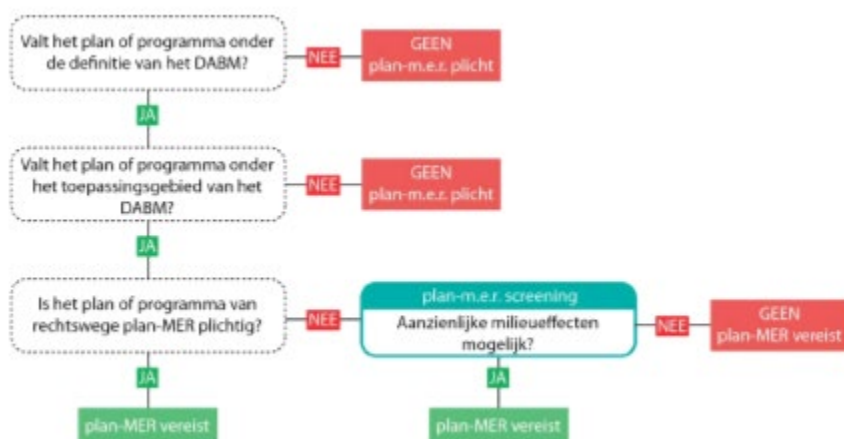 Valt het plan of programma onder
de definitie van het DABM?
NEE
GEEN
plan-m.e.r. plicht
JA
Valt het plan of programma onder
het toepassingsgebied van het
DABM?
NEE
GEEN
plan-m.e.r. plicht
JA
Is het plan of programma van
rechtswege plan-MER plichtig?
NEE
plan-m.e.r. screening
Aanzienlijke milieueffecten
mogelijk?
NEE
GEEN
plan-MER vereist
JA
JA
plan-MER vereist
plan-MER vereist